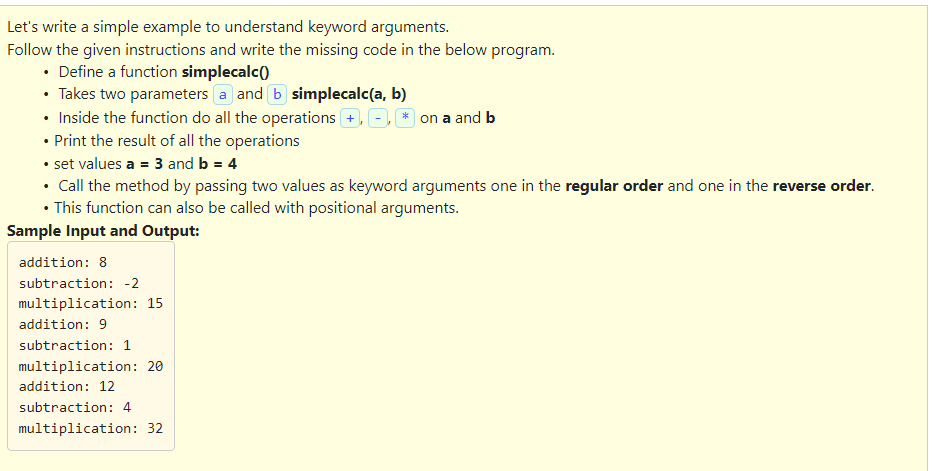 Let's write a simple example to understand keyword arguments.
Follow the given instructions and write the missing code in the below program.
• Define a function simplecalc()
• Takes two parameters a and b simplecalc(a, b)
• Inside the function do all the operations +, -, * on a and b
• Print the result of all the operations
• set values a = 3 and b = 4
• Call the method by passing two values as keyword arguments one in the regular order and one in the reverse order.
• This function can also be called with positional arguments.
Sample Input and Output:
addition: 8
subtraction: -2
multiplication: 15
addition: 9
subtraction: 1
multiplication: 20
addition: 12
subtraction: 4
multiplication: 32